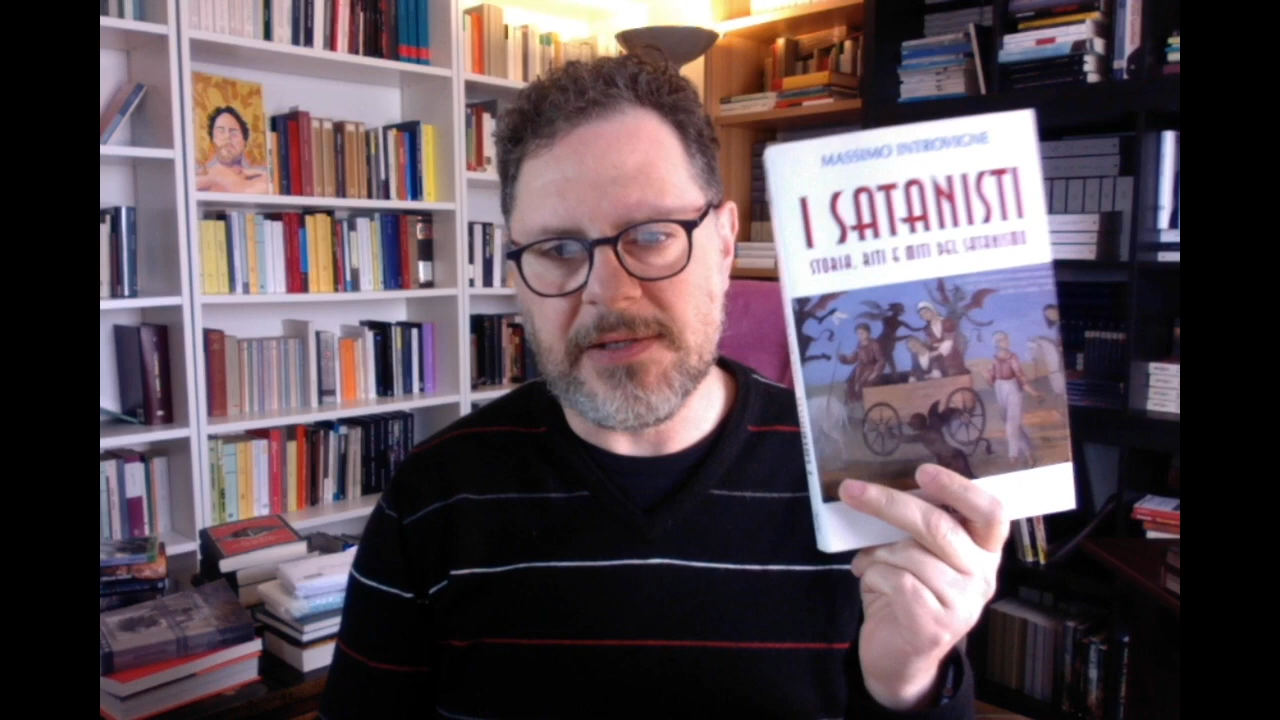 MASSIMO INTROVIGNE
I SATANISTI
STORIA, RITI E MITI DEL SATANISMO